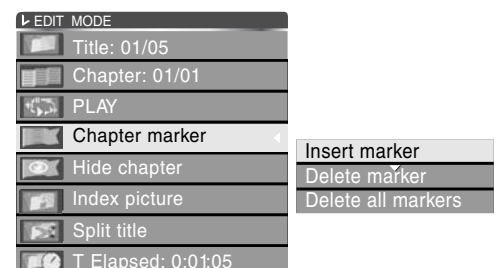 EDIT MODE
Title: 01/05
Chapter: 01/01
PLAY
Chapter marker
Hide chapter
Index picture
Split title
T Elapsed: 0:01:05
Insert marker
Delete marker
Delete all markers